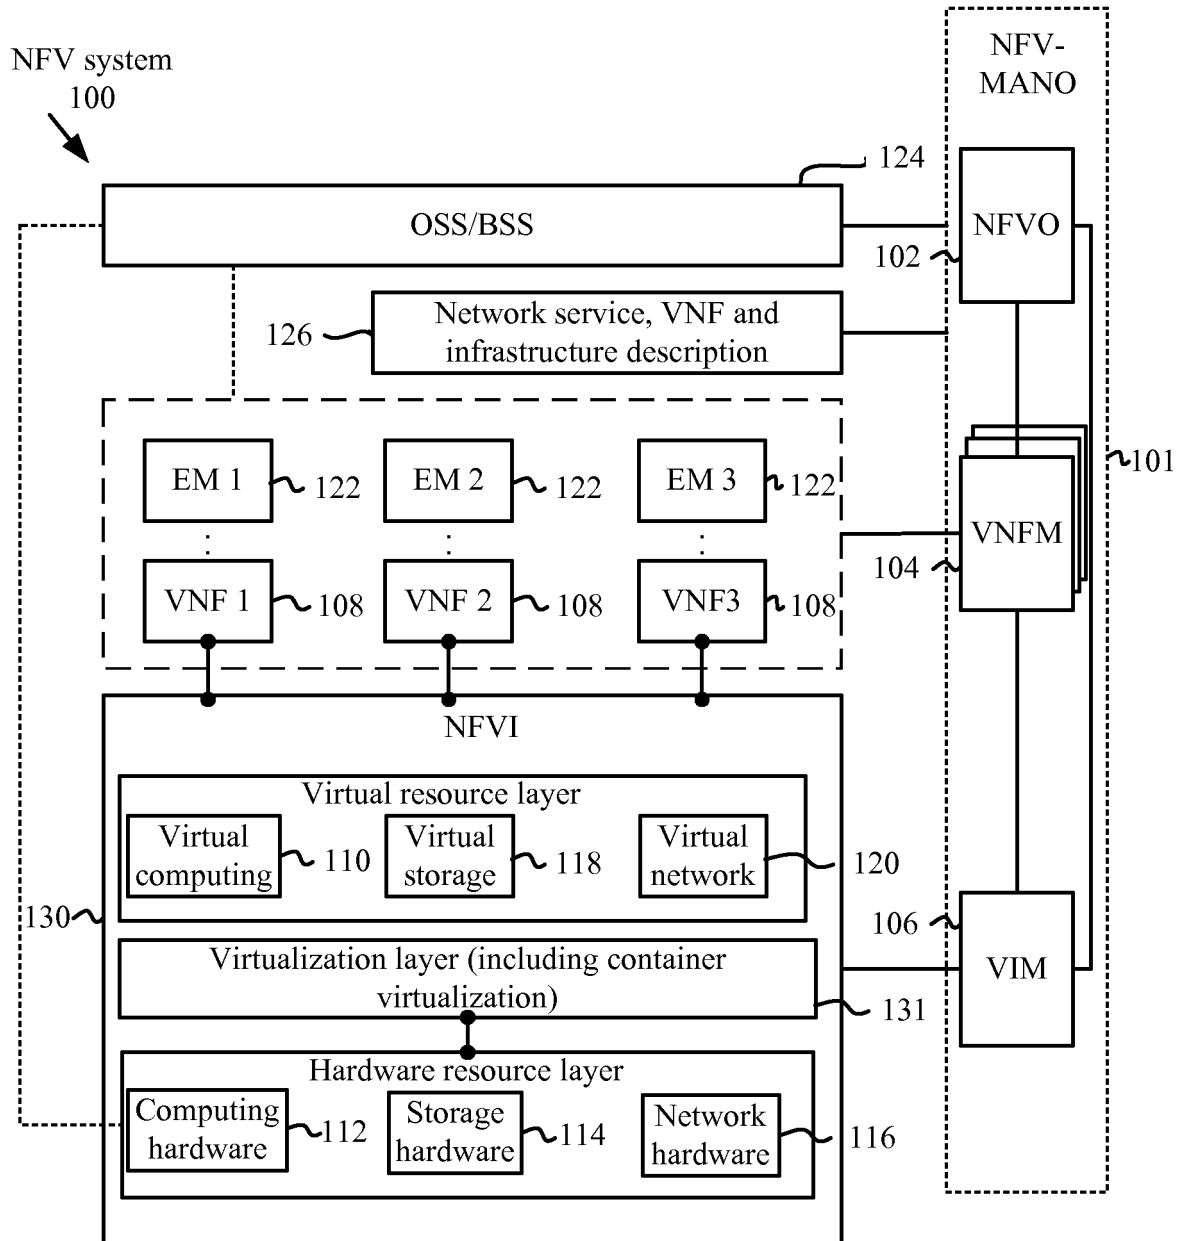 NFV system
100
NFV-
MANO
124
OSS/BSS
NFVO
102
Network service, VNF and
infrastructure description
126
EM 1
122
EM 2
122
EM 3
122
101
VNFM
104
VNF 1
108
VNF 2
108
VNF3
108
NFVI
Virtual resource layer
Virtual
computing
110
Virtual
storage
118
Virtual
network
120
130
106
VIM
Virtualization layer (including container
virtualization)
131
Hardware resource layer
Computing
hardware
112
Storage
hardware
114
Network
hardware
116